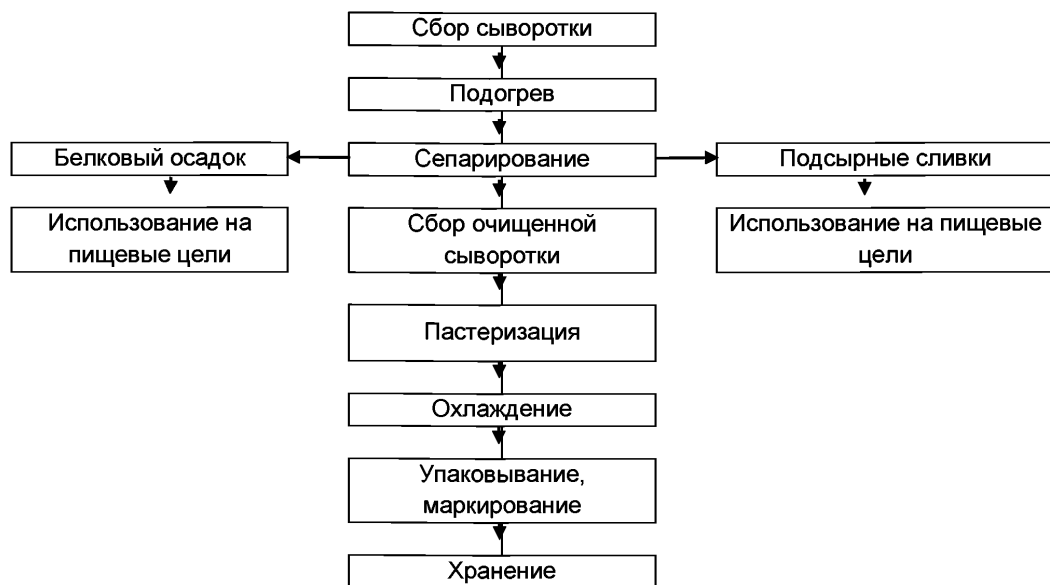 Сбор сыворотки
Подогрев
Белковый осадок
Сепарирование
Подсырные сливки
Использование на
пищевые цели
Сбор очищенной
сыворотки
Использование на пищевые
цели
Пастеризация
Охлаждение
Упаковывание,
маркирование
Хранение